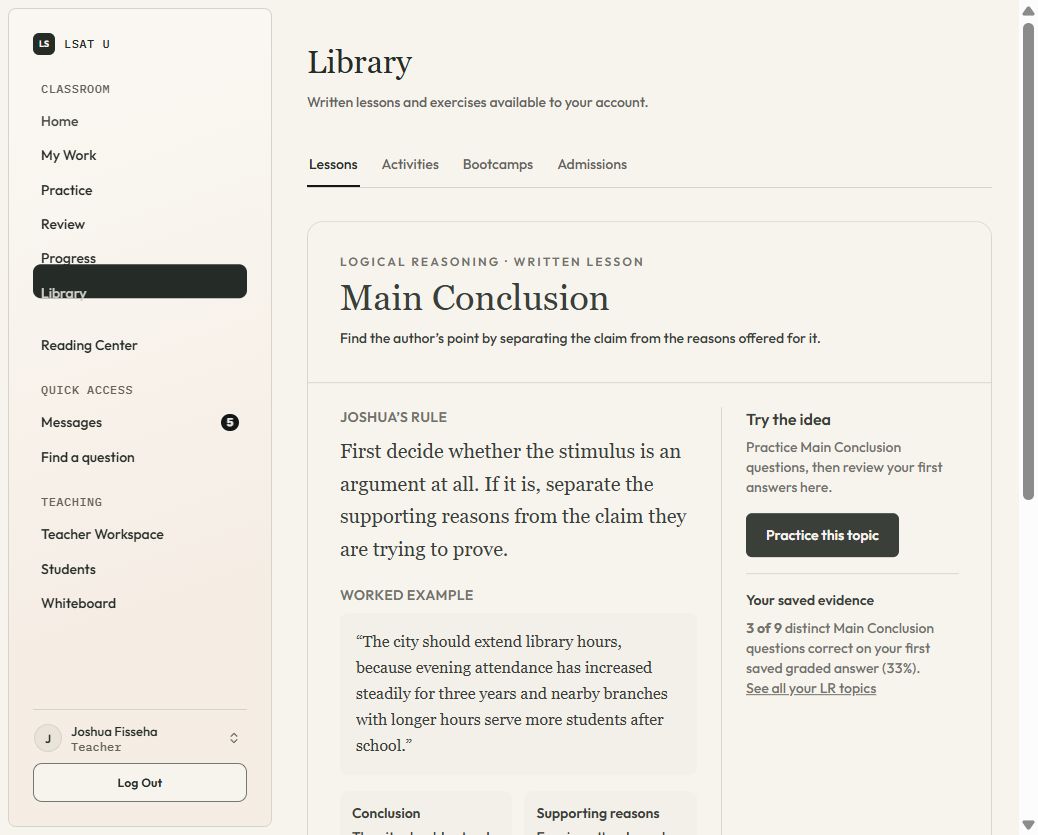 LS LSAT U
CLASSROOM
Home
My Work
Practice
Review
Progress
Library
Reading Center
QUICK ACCESS
Messages 5
Find a question
TEACHING
Teacher Workspace
Students
Whiteboard
J
Joshua Fisseha
Teacher
Log Out
Library
Written lessons and exercises available to your account.
Lessons Activities Bootcamps Admissions
LOGICAL REASONING · WRITTEN LESSON
Main Conclusion
Find the author’s point by separating the claim from the reasons offered for it.
JOSHUA’S RULE
First decide whether the stimulus is an
argument at all. If it is, separate the
supporting reasons from the claim they
are trying to prove.
WORKED EXAMPLE
“The city should extend library hours,
because evening attendance has increased
steadily for three years and nearby branches
with longer hours serve more students after
school.”
Conclusion
Supporting reasons
Try the idea
Practice Main Conclusion
questions, then review your first
answers here.
Practice this topic
Your saved evidence
3 of 9 distinct Main Conclusion
questions correct on your first
saved graded answer (33%).
See all your LR topics